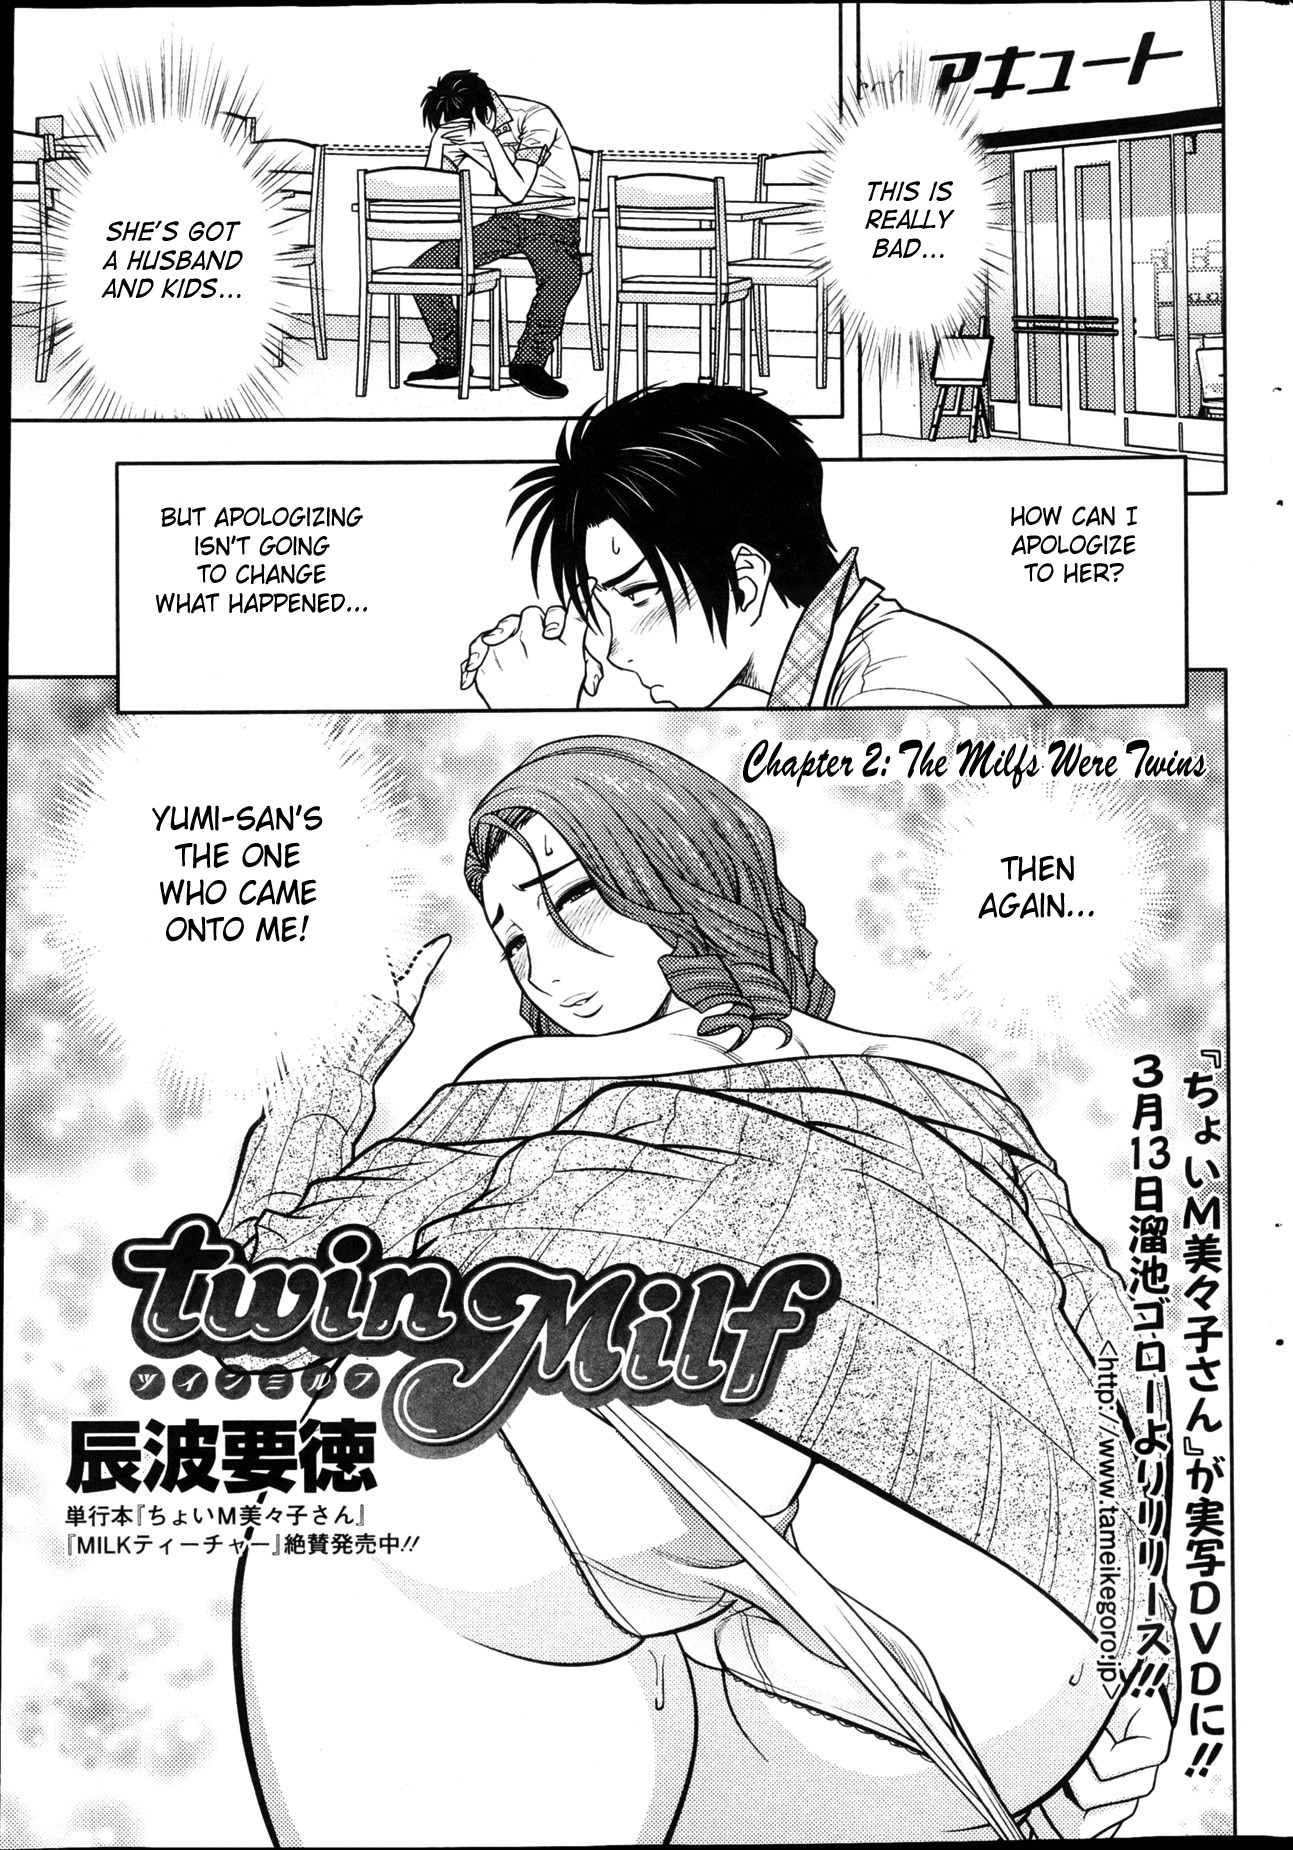 アキュート
THIS IS
REALLY
BAD...
SHE'S GOT
A HUSBAND
AND KIDS...
HOW CAN I
APOLOGIZE
TO HER?
BUT APOLOGIZING
ISN'T GOING
TO CHANGE
WHAT HAPPENED...
Chapter 2: The Milfs Were Twins
THEN
AGAIN...
YUMI-SAN'S
THE ONE
WHO CAME
ONTO ME!
『ちょいM美々子さん』が実写DVDに!!
3月13日溜池ゴローよりリリース!!
<http://www.tameikegoro.jp>
twin Milf
ツインミルフ
辰波要徳
単行本『ちょいM美々子さん』
『MILKティーチャー』絶賛発売中!!